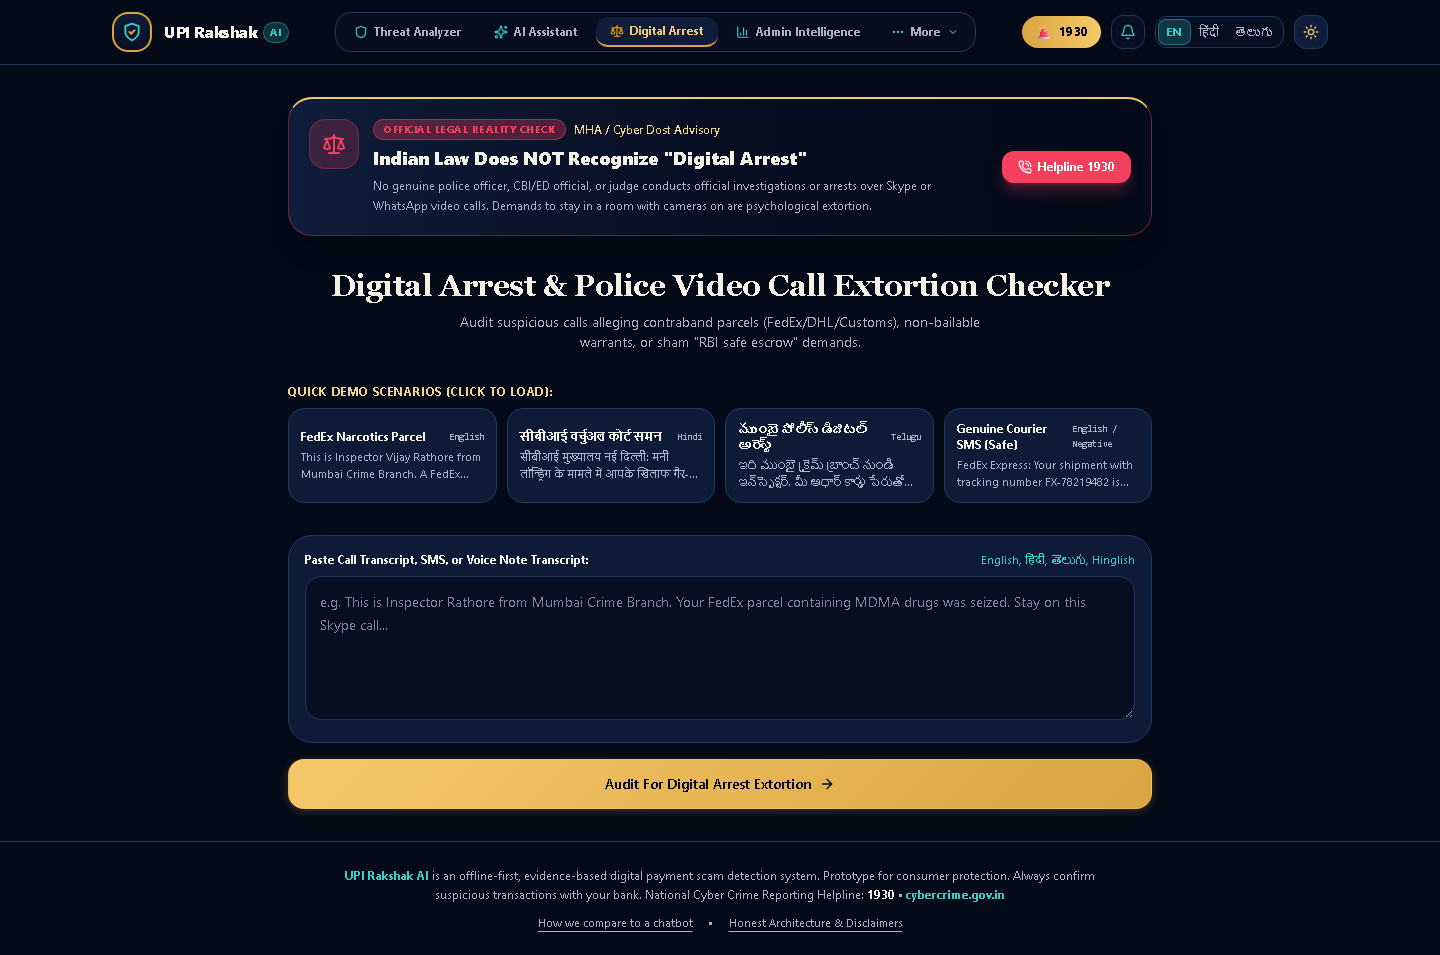 UPI Rakshak AI
Threat Analyzer
AI Assistant
Digital Arrest
Admin Intelligence
More
1930
EN
हिंदी
తెలుగు
OFFICIAL LEGAL REALITY CHECK
MHA / Cyber Dost Advisory
Indian Law Does NOT Recognize "Digital Arrest"
No genuine police officer, CBI/ED official, or judge conducts official investigations or arrests over Skype or
WhatsApp video calls. Demands to stay in a room with cameras on are psychological extortion.
Helpline 1930
Digital Arrest & Police Video Call Extortion Checker
Audit suspicious calls alleging contraband parcels (FedEx/DHL/Customs), non-bailable
warrants, or sham "RBI safe escrow" demands.
QUICK DEMO SCENARIOS (CLICK TO LOAD):
FedEx Narcotics Parcel
English
This is Inspector Vijay Rathore from
Mumbai Crime Branch. A FedEx...
सीबीआई वर्चुअल कोर्ट समन
Hindi
सीबीआई मुख्यालय नई दिल्ली: मनी
लॉन्ड्रिंग के मामले में आपके खिलाफ गैर-...
ముంబై పోలీస్ డిజిటల్
అరెస్ట్
Telugu
ఇది ముంబై క్రైమ్ బ్రాంచ్ నుండి
ఇన్‌స్పెక్టర్. మీ ఆధార్ కార్డు పేరుతో...
Genuine Courier
SMS (Safe)
English /
Negative
FedEx Express: Your shipment with
tracking number FX-78219482 is...
Paste Call Transcript, SMS, or Voice Note Transcript:
English, हिंदी, తెలుగు, Hinglish
e.g. This is Inspector Rathore from Mumbai Crime Branch. Your FedEx parcel containing MDMA drugs was seized. Stay on this
Skype call...
Audit For Digital Arrest Extortion →
UPI Rakshak AI is an offline-first, evidence-based digital payment scam detection system. Prototype for consumer protection. Always confirm
suspicious transactions with your bank. National Cyber Crime Reporting Helpline: 1930 • cybercrime.gov.in
How we compare to a chatbot • Honest Architecture & Disclaimers